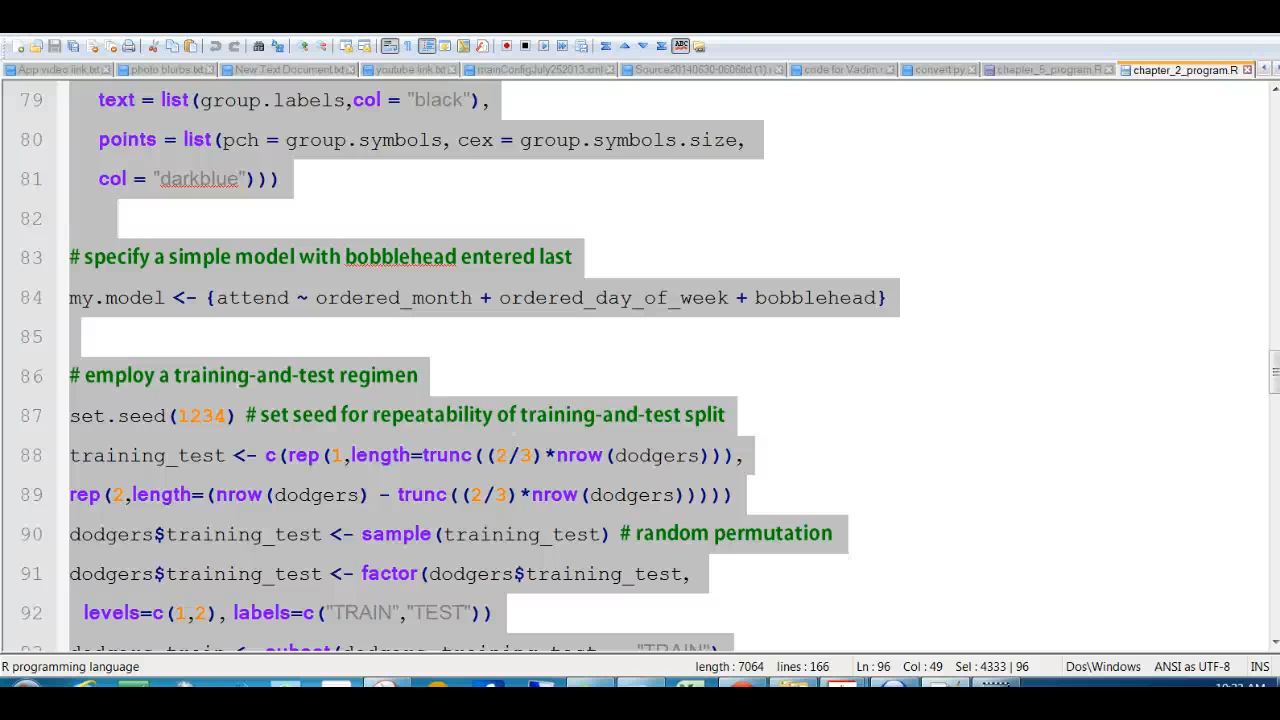 App video link.txt photo blurbs.txt New Text Document.txt youtube link.txt mainConfigJuly252013.xml code for Vadim.r convert.py chapter_5_program.R chapter_2_program.R
79 text = list(group.labels,col = "black"),
80 points = list(pch = group.symbols, cex = group.symbols.size,
81 col = "darkblue")))
82
83 # specify a simple model with bobblehead entered last
84 my.model <- {attend ~ ordered_month + ordered_day_of_week + bobblehead}
85
86 # employ a training-and-test regimen
87 set.seed(1234) # set seed for repeatability of training-and-test split
88 training_test <- c(rep(1,length=trunc((2/3)*nrow(dodgers))),
89 rep(2,length=(nrow(dodgers) - trunc((2/3)*nrow(dodgers)))))
90 dodgers$training_test <- sample(training_test) # random permutation
91 dodgers$training_test <- factor(dodgers$training_test,
92 levels=c(1,2), labels=c("TRAIN","TEST"))
R programming language length : 7064 lines : 166 Ln : 96 Col : 49 Sel : 4333 | 96 Dos\Windows ANSI as UTF-8 INS